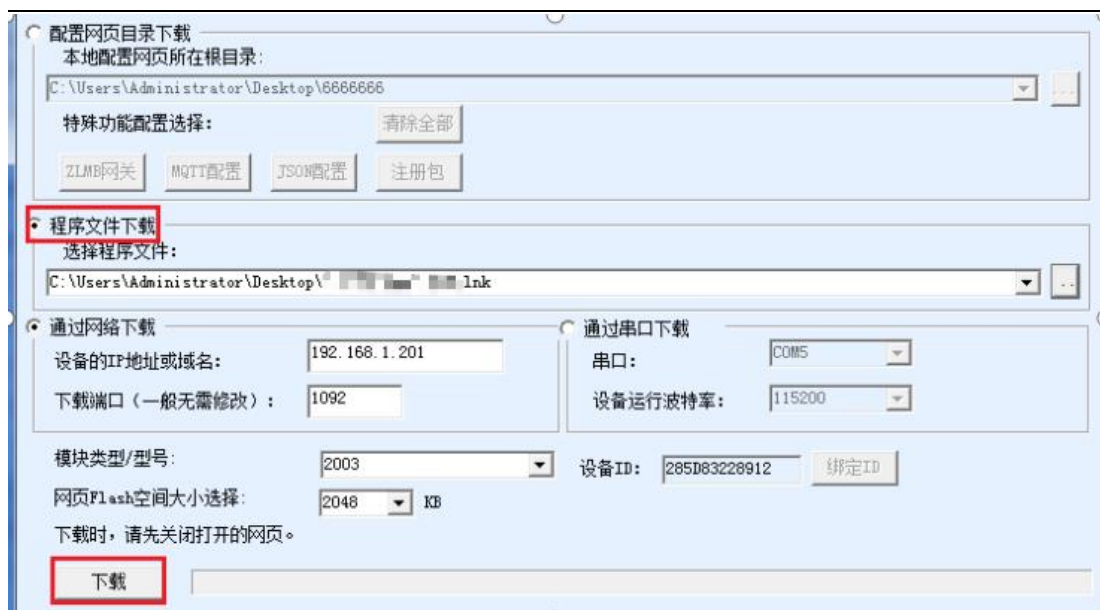 配置网页目录下载
本地配置网页所在根目录:
C:\Users\Administrator\Desktop\6666666
...
特殊功能配置选择：
清除全部
ZLMB网关 MQTT配置 JSON配置 注册包
程序文件下载
选择程序文件：
C:\Users\Administrator\Desktop\ lnk
..
通过网络下载
设备的IP地址或域名：
192.168.1.201
下载端口（一般无需修改）：
1092
通过串口下载
串口：
COM5
设备运行波特率：
115200
模块类型/型号:
2003
设备ID：
285D83228912
绑定ID
网页Flash空间大小选择:
2048
KB
下载时，请先关闭打开的网页。
下载